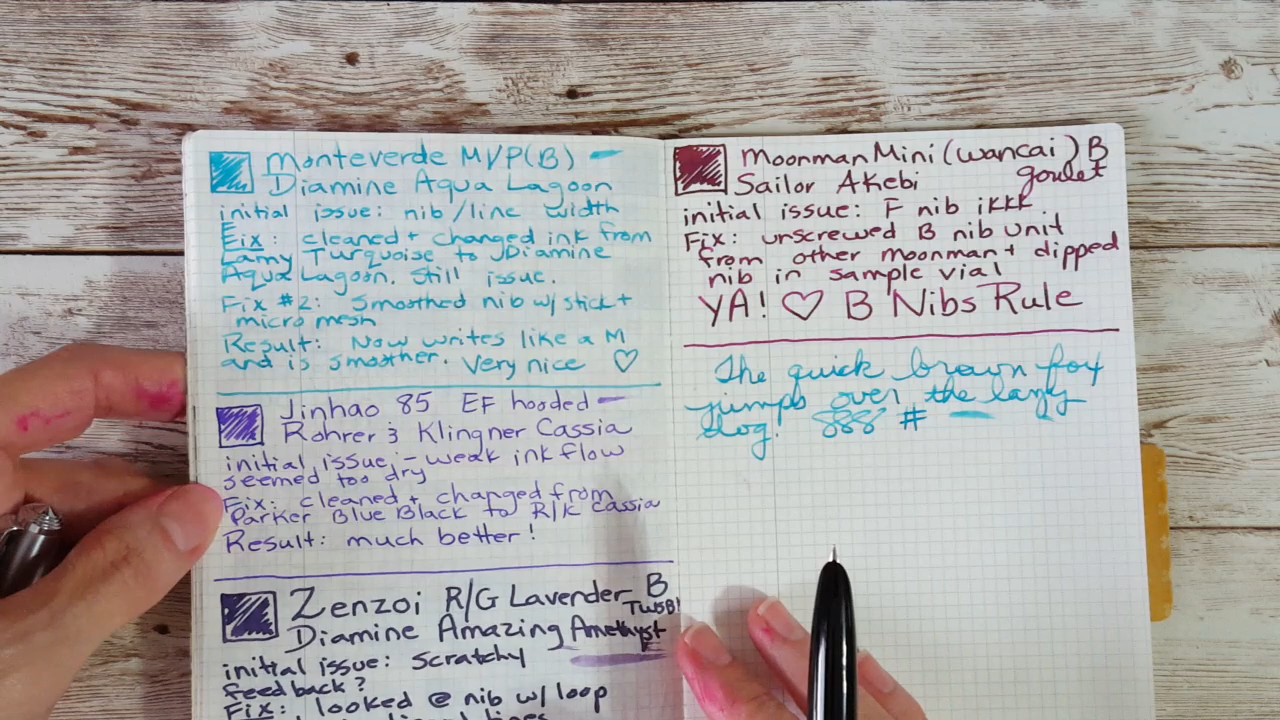 Monteverde MVP(B) –
Diamine Aqua Lagoon
initial issue: nib/line width
Fix: cleaned + changed ink from
Lamy Turquoise to Diamine
Aqua Lagoon. Still issue.
Fix #2: Smoothed nib w/stick +
micro mesh
Result: Now writes like a M
and is smoother. Very nice ♡
Jinhao 85 EF hooded –
Rohrer & Klingner Cassia
initial issue: - weak ink flow
seemed too dry
Fix: cleaned + changed from
Parker Blue Black to R/K Cassia
Result: much better!
Zenzoi R/G Lavender B
TWSBI
Diamine Amazing Amethyst
initial issue: scratchy
feedback?
Fix: looked @ nib w/ loop
tines
Moonman Mini (wancai) B
goulet
Sailor Akebi
initial issue: F nib ikkk
Fix: unscrewed B nib unit
from other moonman + dipped
nib in sample vial
YA! ♡ B Nibs Rule
The quick brown fox
jumps over the lazy
dog. 888 # –